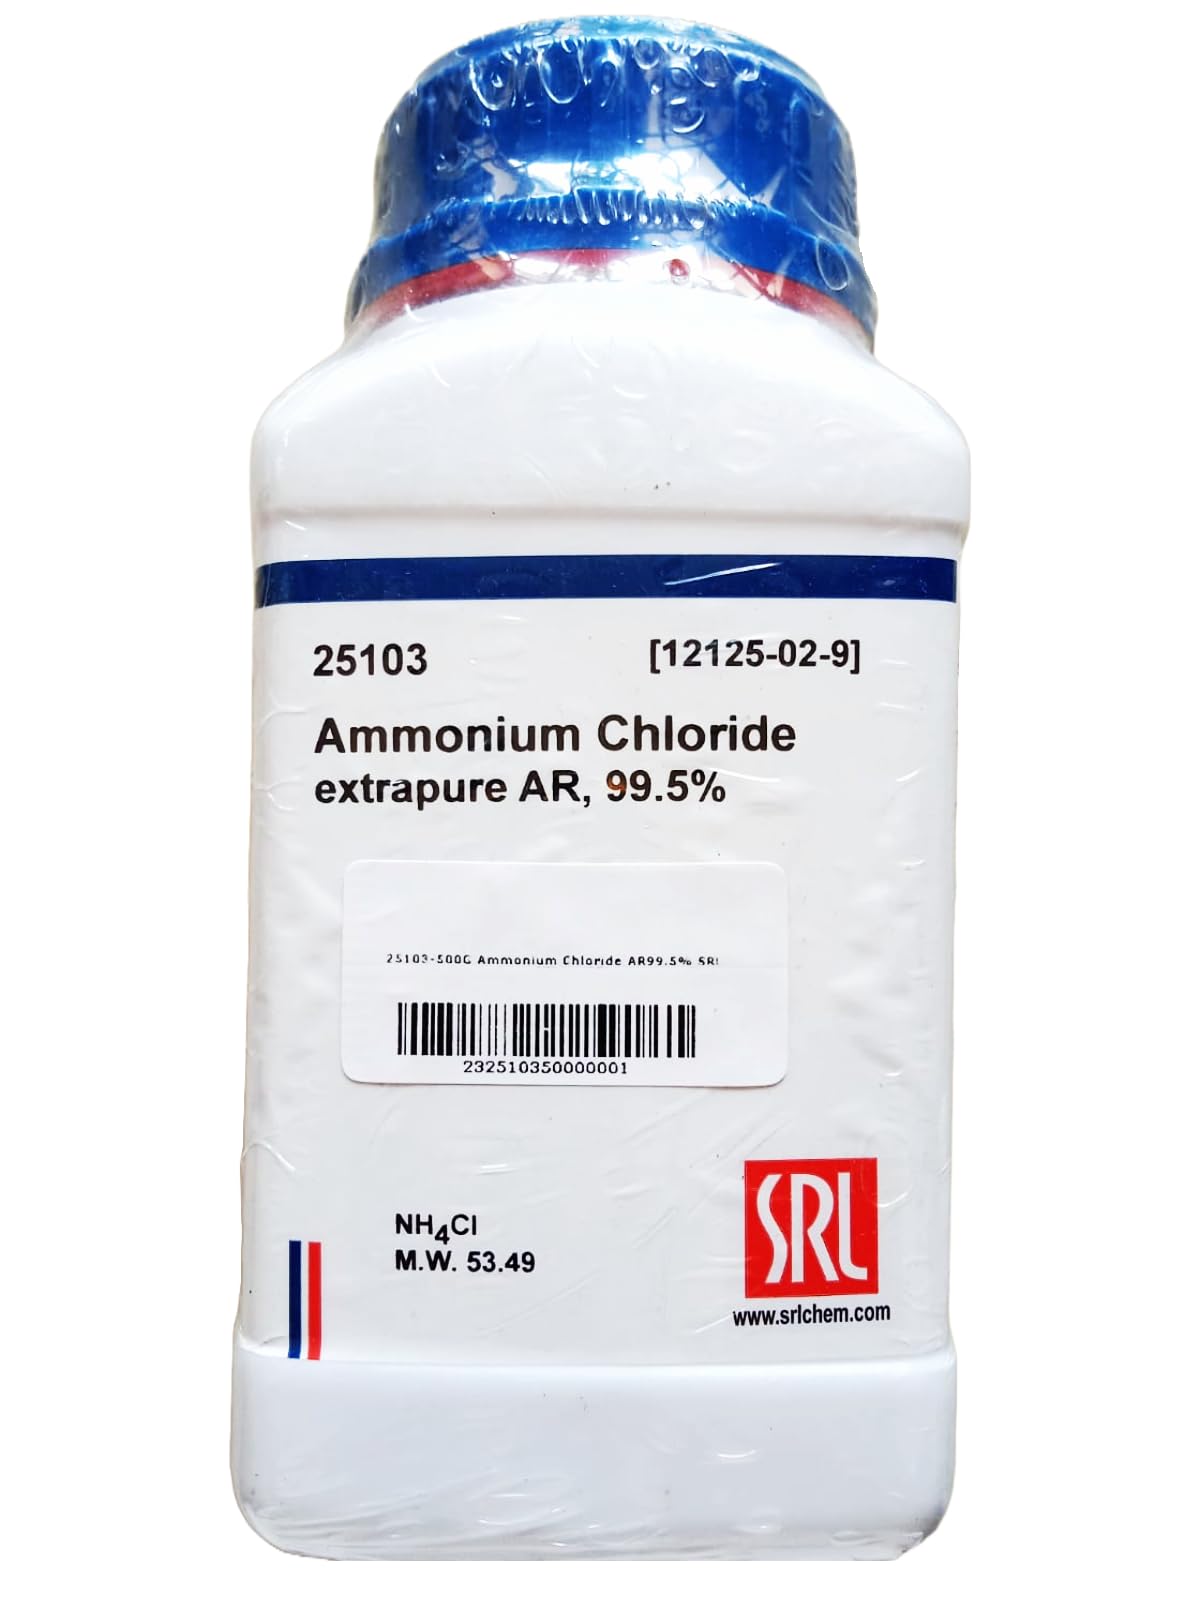 25103 [12125-02-9]
Ammonium Chloride
extrapure AR, 99.5%
25103-500G Ammonium Chloride AR99.5% SRL
232510350000001
NH₄Cl
M.W. 53.49
SRL
www.srlchem.com